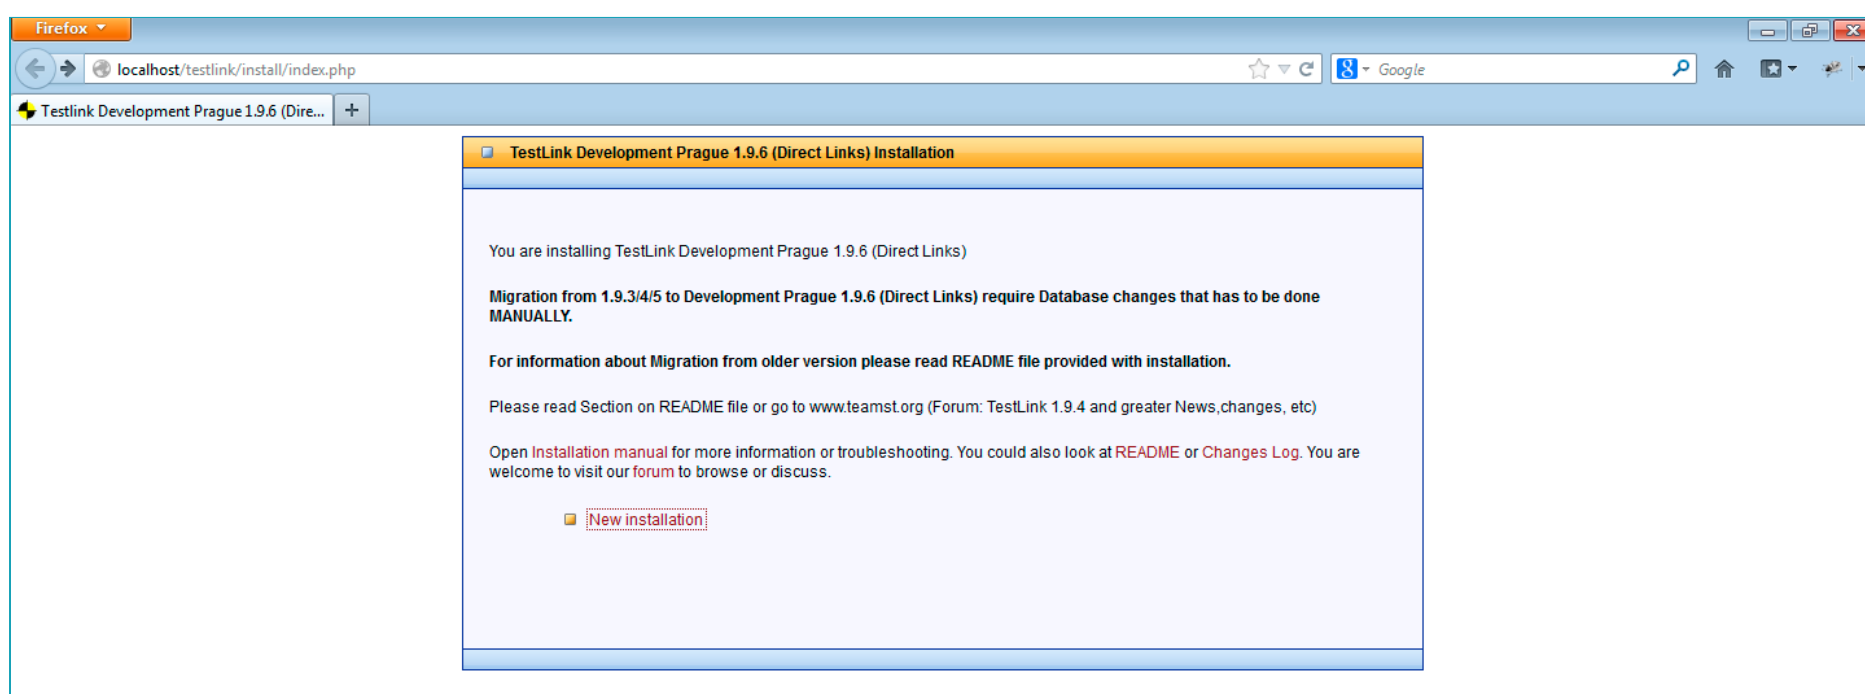 Firefox
localhost/testlink/install/index.php
Google
Testlink Development Prague 1.9.6 (Dire...
TestLink Development Prague 1.9.6 (Direct Links) Installation
You are installing TestLink Development Prague 1.9.6 (Direct Links)
Migration from 1.9.3/4/5 to Development Prague 1.9.6 (Direct Links) require Database changes that has to be done
MANUALLY.
For information about Migration from older version please read README file provided with installation.
Please read Section on README file or go to www.teamst.org (Forum: TestLink 1.9.4 and greater News,changes, etc)
Open Installation manual for more information or troubleshooting. You could also look at README or Changes Log. You are
welcome to visit our forum to browse or discuss.
New installation